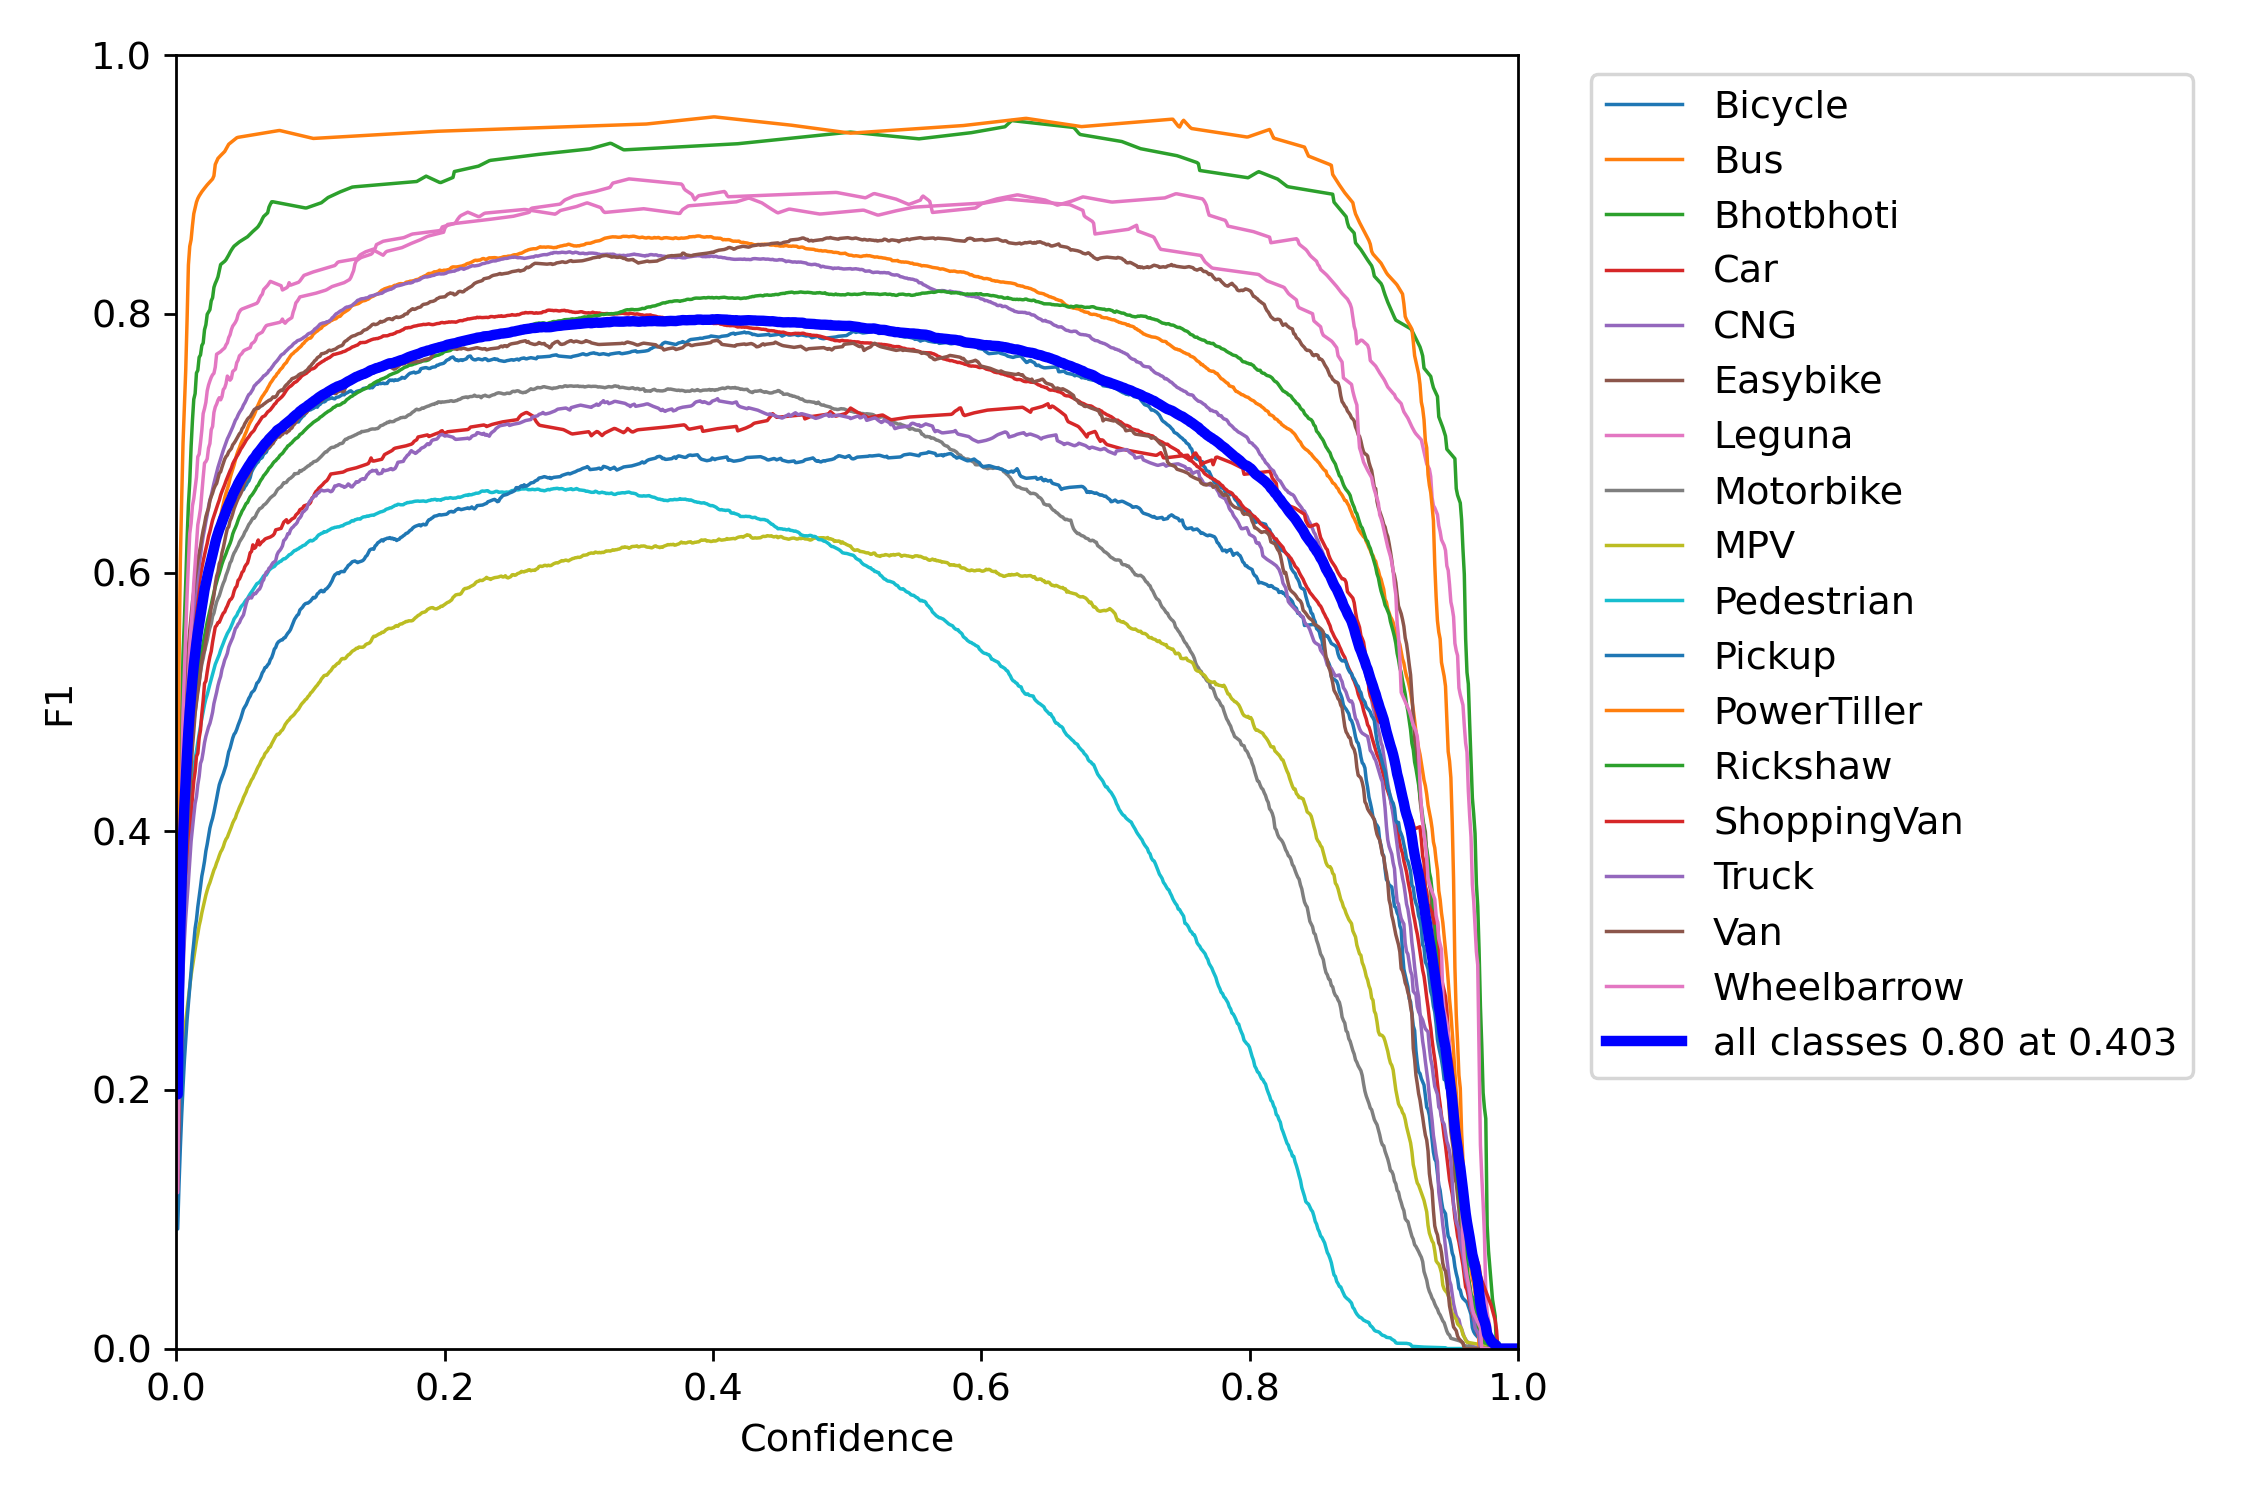 1.0
0.8
0.6
0.4
0.2
0.0
F1
0.0 0.2 0.4 0.6 0.8 1.0
Confidence
Bicycle
Bus
Bhotbhoti
Car
CNG
Easybike
Leguna
Motorbike
MPV
Pedestrian
Pickup
PowerTiller
Rickshaw
ShoppingVan
Truck
Van
Wheelbarrow
all classes 0.80 at 0.403